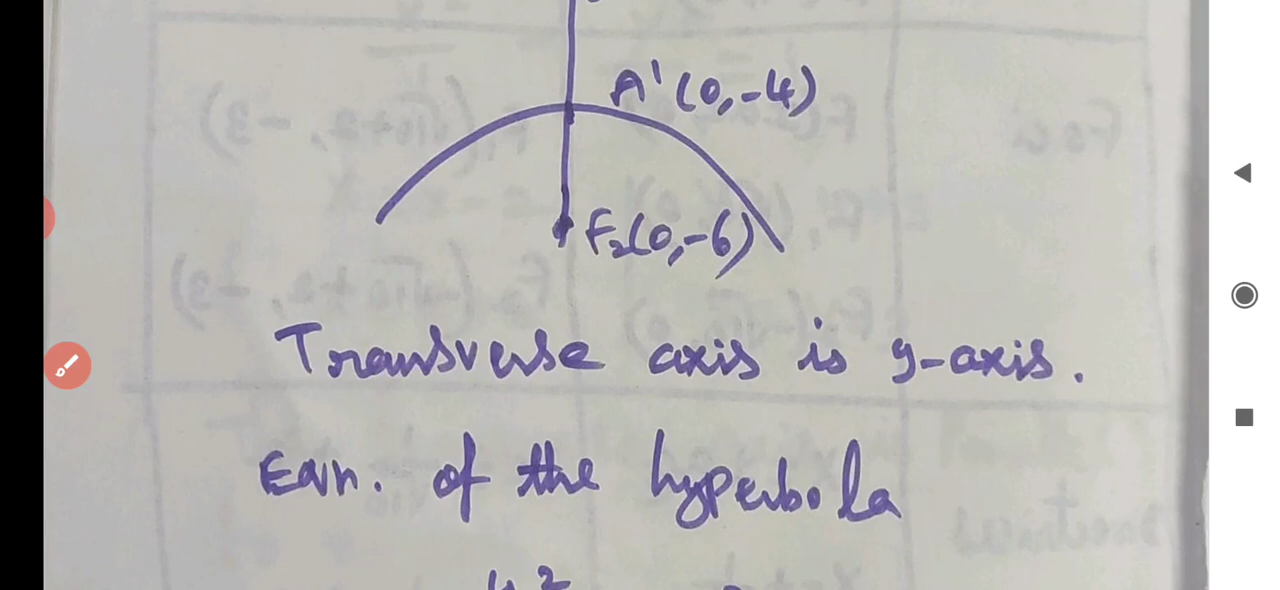 A'(0,-4)
F₂(0,-6)
Transverse axis is y-axis.
Eqn. of the hyperbola